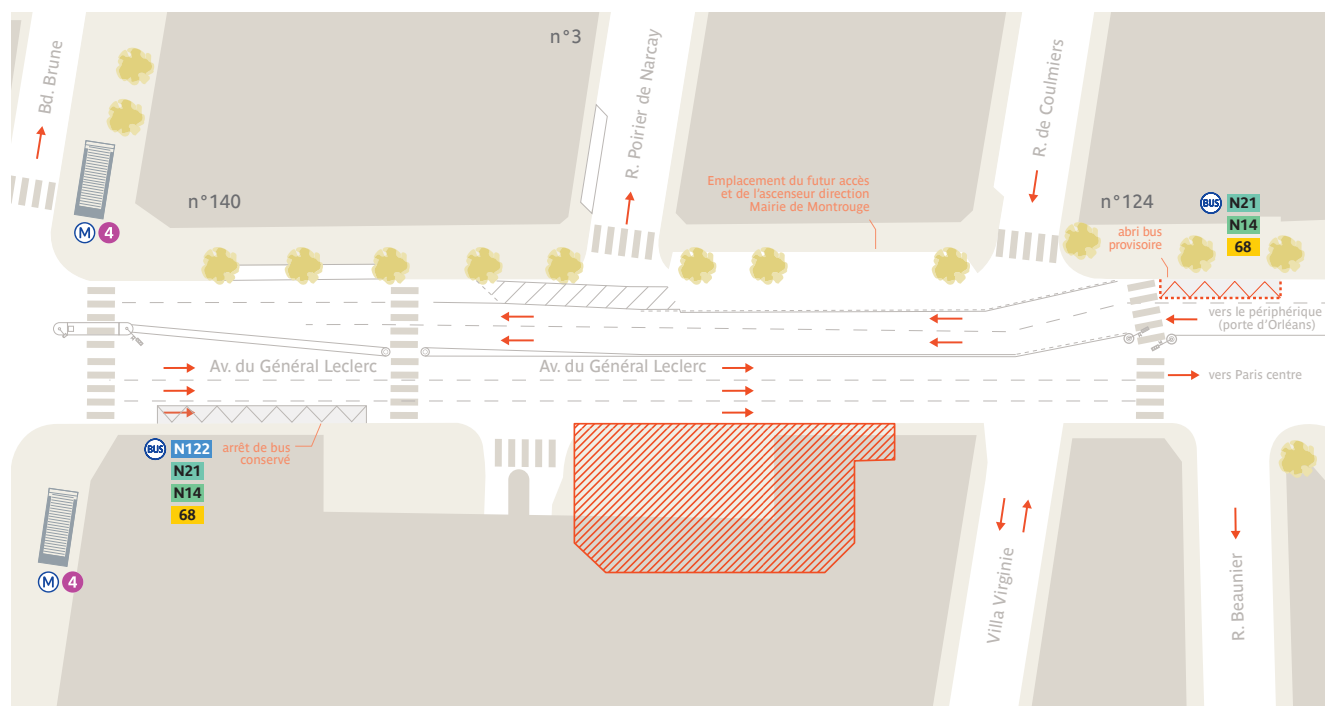 n°3
Bd. Brune
R. Poirier de Narcay
R. de Coulmiers
Emplacement du futur accès
et de l'ascenseur direction
Mairie de Montrouge
n°140
n°124
BUS N21
N14
68
M 4
abri bus
provisoire
vers le périphérique
(porte d'Orléans)
Av. du Général Leclerc
Av. du Général Leclerc
vers Paris centre
BUS N122
N21
N14
68
arrêt de bus
conservé
M 4
Villa Virginie
R. Beaunier